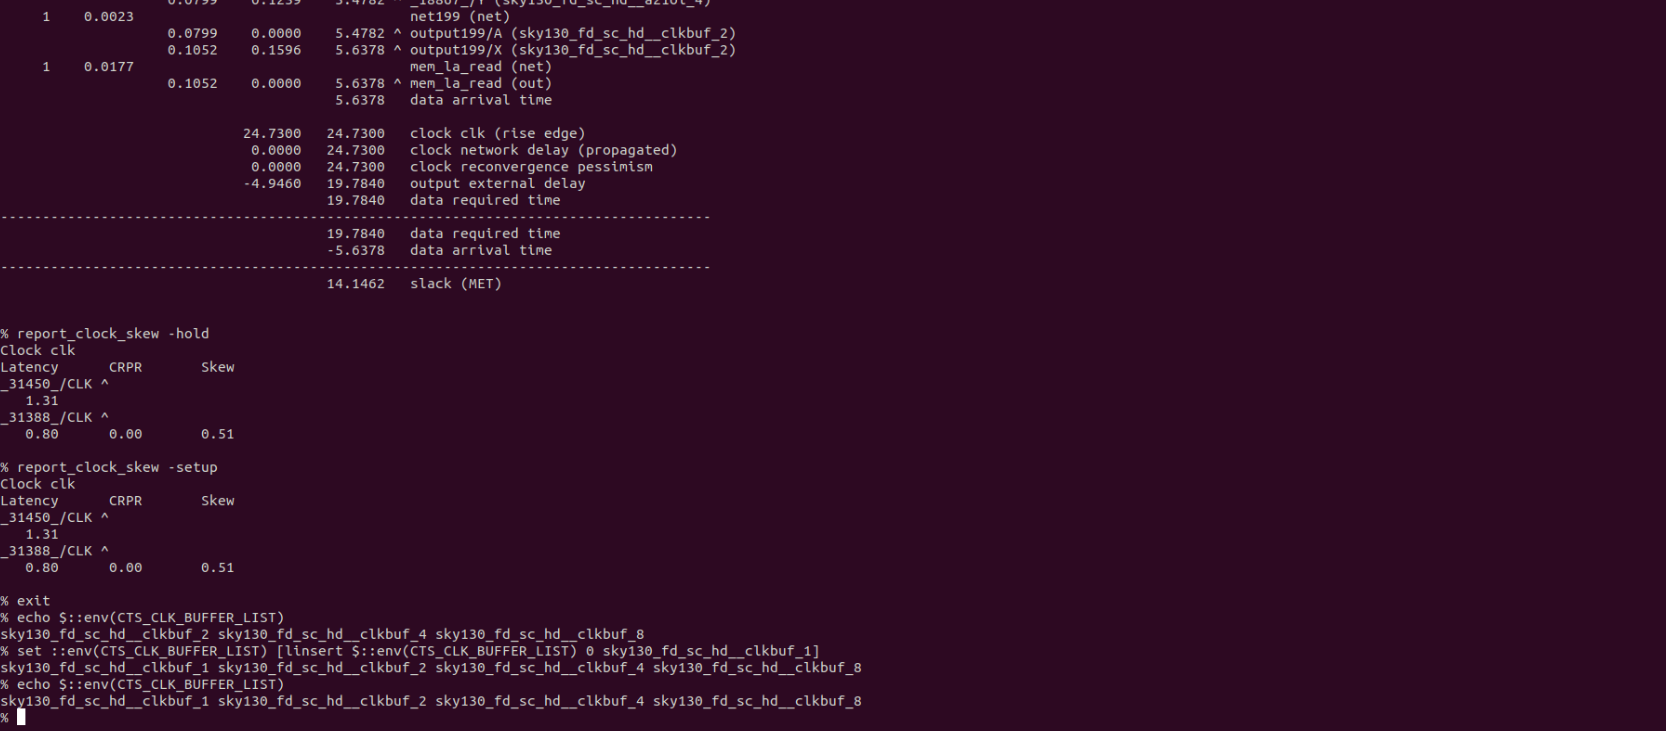 0.0799 0.1239 5.4782 ^ _18807_/Y (sky130_fd_sc_hd__a21oi_4)
1 0.0023 net199 (net)
0.0799 0.0000 5.4782 ^ output199/A (sky130_fd_sc_hd__clkbuf_2)
0.1052 0.1596 5.6378 ^ output199/X (sky130_fd_sc_hd__clkbuf_2)
1 0.0177 mem_la_read (net)
0.1052 0.0000 5.6378 ^ mem_la_read (out)
5.6378 data arrival time
24.7300 24.7300 clock clk (rise edge)
0.0000 24.7300 clock network delay (propagated)
0.0000 24.7300 clock reconvergence pessimism
-4.9460 19.7840 output external delay
19.7840 data required time
-------------------------------------------------------------------------------------
19.7840 data required time
-5.6378 data arrival time
-------------------------------------------------------------------------------------
14.1462 slack (MET)
% report_clock_skew -hold
Clock clk
Latency CRPR Skew
_31450_/CLK ^
1.31
_31388_/CLK ^
0.80 0.00 0.51
% report_clock_skew -setup
Clock clk
Latency CRPR Skew
_31450_/CLK ^
1.31
_31388_/CLK ^
0.80 0.00 0.51
% exit
% echo $::env(CTS_CLK_BUFFER_LIST)
sky130_fd_sc_hd__clkbuf_2 sky130_fd_sc_hd__clkbuf_4 sky130_fd_sc_hd__clkbuf_8
% set ::env(CTS_CLK_BUFFER_LIST) [linsert $::env(CTS_CLK_BUFFER_LIST) 0 sky130_fd_sc_hd__clkbuf_1]
sky130_fd_sc_hd__clkbuf_1 sky130_fd_sc_hd__clkbuf_2 sky130_fd_sc_hd__clkbuf_4 sky130_fd_sc_hd__clkbuf_8
% echo $::env(CTS_CLK_BUFFER_LIST)
sky130_fd_sc_hd__clkbuf_1 sky130_fd_sc_hd__clkbuf_2 sky130_fd_sc_hd__clkbuf_4 sky130_fd_sc_hd__clkbuf_8
%